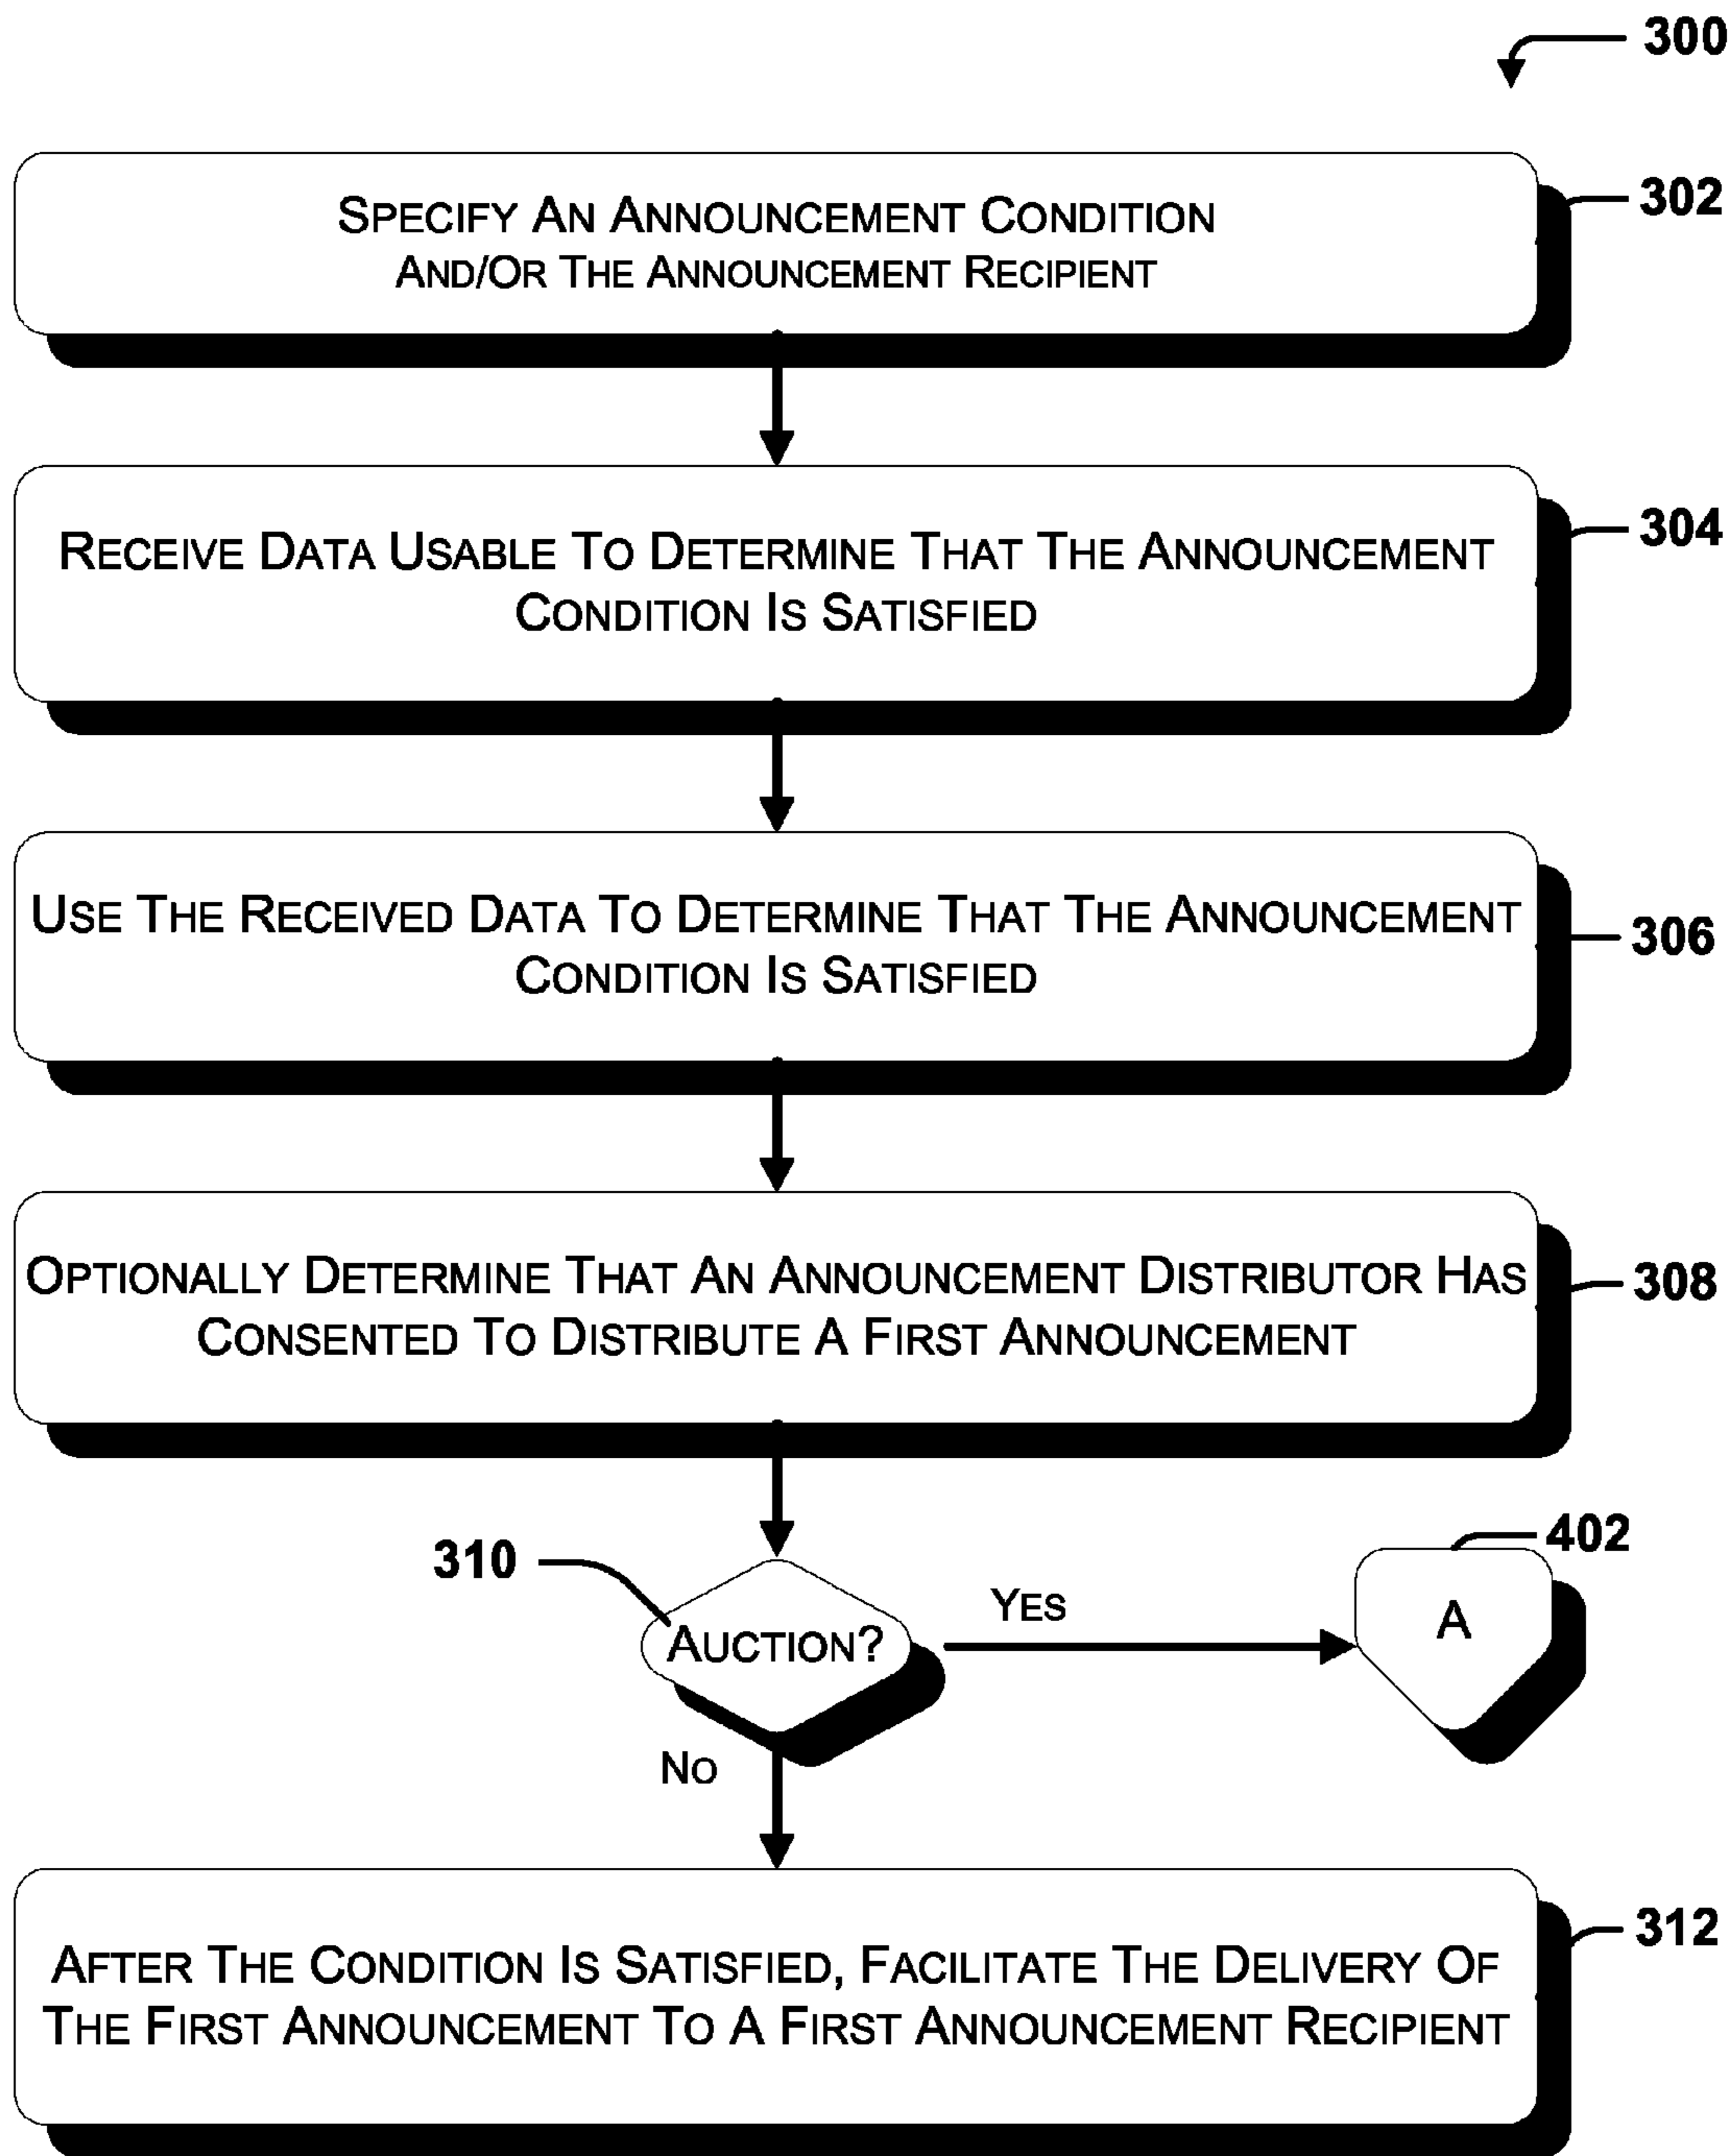 300
SPECIFY AN ANNOUNCEMENT CONDITION
AND/OR THE ANNOUNCEMENT RECIPIENT
302
RECEIVE DATA USABLE TO DETERMINE THAT THE ANNOUNCEMENT
CONDITION IS SATISFIED
304
USE THE RECEIVED DATA TO DETERMINE THAT THE ANNOUNCEMENT
CONDITION IS SATISFIED
306
OPTIONALLY DETERMINE THAT AN ANNOUNCEMENT DISTRIBUTOR HAS
CONSENTED TO DISTRIBUTE A FIRST ANNOUNCEMENT
308
310
AUCTION?
YES
402
A
NO
AFTER THE CONDITION IS SATISFIED, FACILITATE THE DELIVERY OF
THE FIRST ANNOUNCEMENT TO A FIRST ANNOUNCEMENT RECIPIENT
312